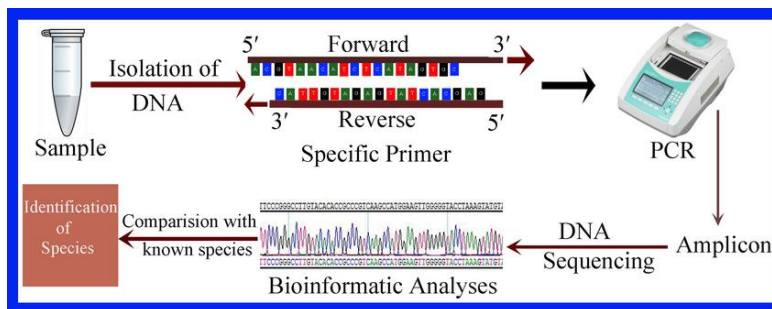 5′ Forward 3′
Isolation of
DNA
A C G T A A C A T C T C A T A G T G C
C A T T G T A G A G T A T C A C G A G
3′ Reverse 5′
Sample
Specific Primer
PCR
Identification
of
Species
Comparision with
known species
Bioinformatic Analyses
DNA
Sequencing
Amplicon